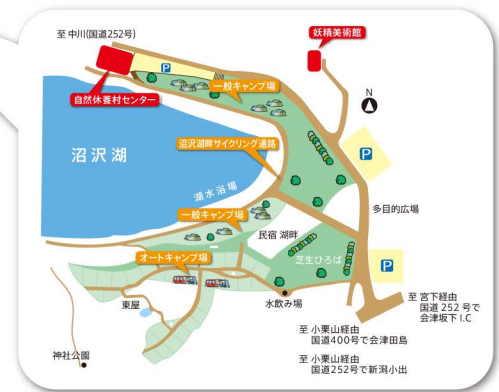 至 中川(国道252号)
妖精美術館
P
自然休養村センター
一般キャンプ場
N
沼沢湖畔サイクリング道路
P
沼沢湖
湖水浴場
一般キャンプ場
多目的広場
民宿 湖畔
オートキャンプ場
芝生ひろば
P
東屋
水飲み場
至 宮下経由
国道 252 号で
会津坂下 I.C
至 小栗山経由
国道400号で会津田島
至 小栗山経由
国道252号で新潟小出
神社公園